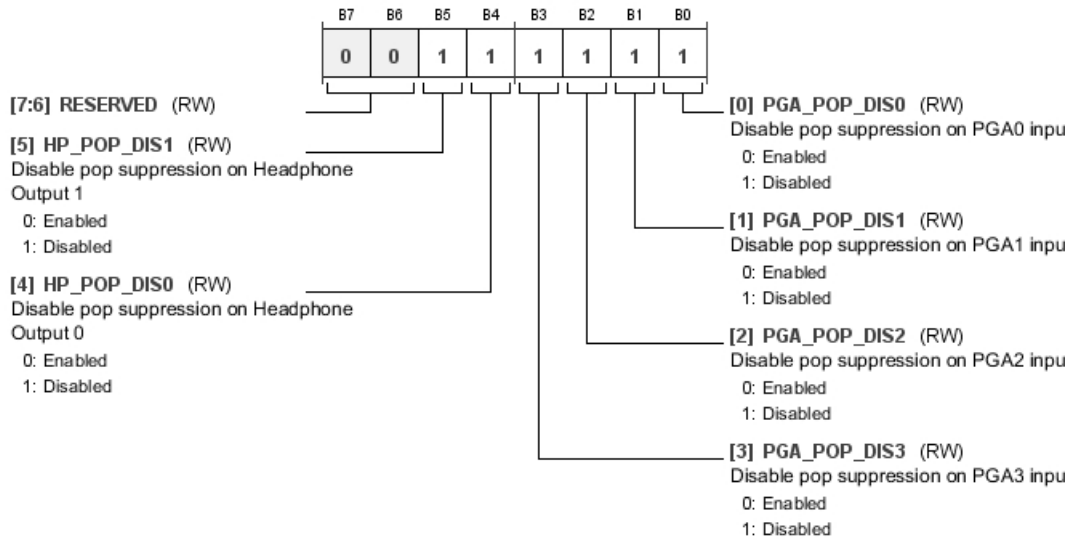 B7 B6 B5 B4 B3 B2 B1 B0
0 0 1 1 1 1 1 1
[7:6] RESERVED (RW)
[5] HP_POP_DIS1 (RW)
Disable pop suppression on Headphone
Output 1
0: Enabled
1: Disabled
[4] HP_POP_DIS0 (RW)
Disable pop suppression on Headphone
Output 0
0: Enabled
1: Disabled
[0] PGA_POP_DIS0 (RW)
Disable pop suppression on PGA0 inpu
0: Enabled
1: Disabled
[1] PGA_POP_DIS1 (RW)
Disable pop suppression on PGA1 inpu
0: Enabled
1: Disabled
[2] PGA_POP_DIS2 (RW)
Disable pop suppression on PGA2 inpu
0: Enabled
1: Disabled
[3] PGA_POP_DIS3 (RW)
Disable pop suppression on PGA3 inpu
0: Enabled
1: Disabled